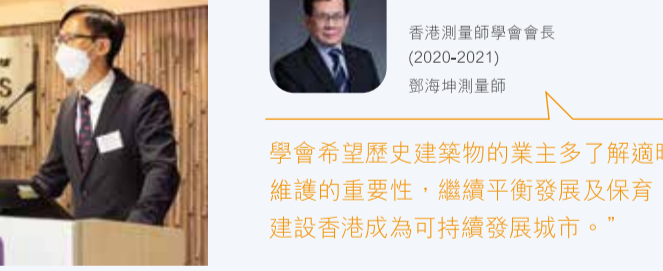 香港測量師學會會長
(2020-2021)
鄧海坤測量師
學會希望歷史建築物的業主多了解適時
維護的重要性，繼續平衡發展及保育，
建設香港成為可持續發展城市。”